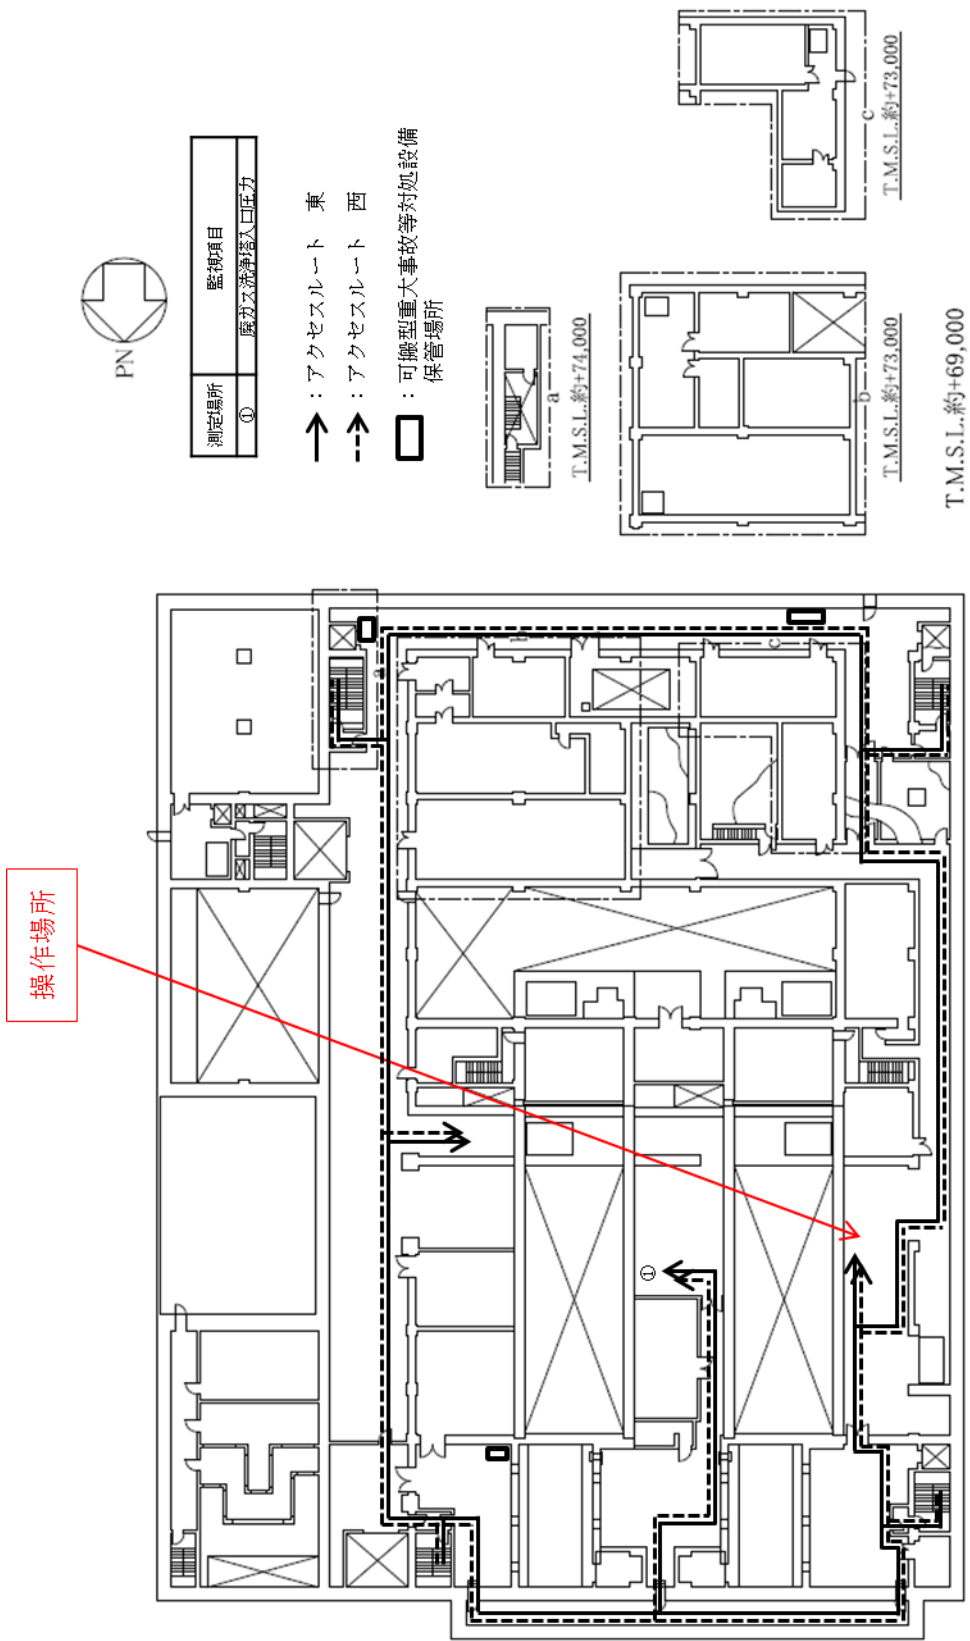 操作場所
PN
測定場所 監視項目
① 廃ガス洗浄塔入口圧力
：アクセスルート 東
：アクセスルート 西
：可搬型重大事故等対処設備
保管場所
a
T.M.S.L.約+74,000
b
T.M.S.L.約+73,000
c
T.M.S.L.約+73,000
T.M.S.L.約+69,000
a
b
c
①